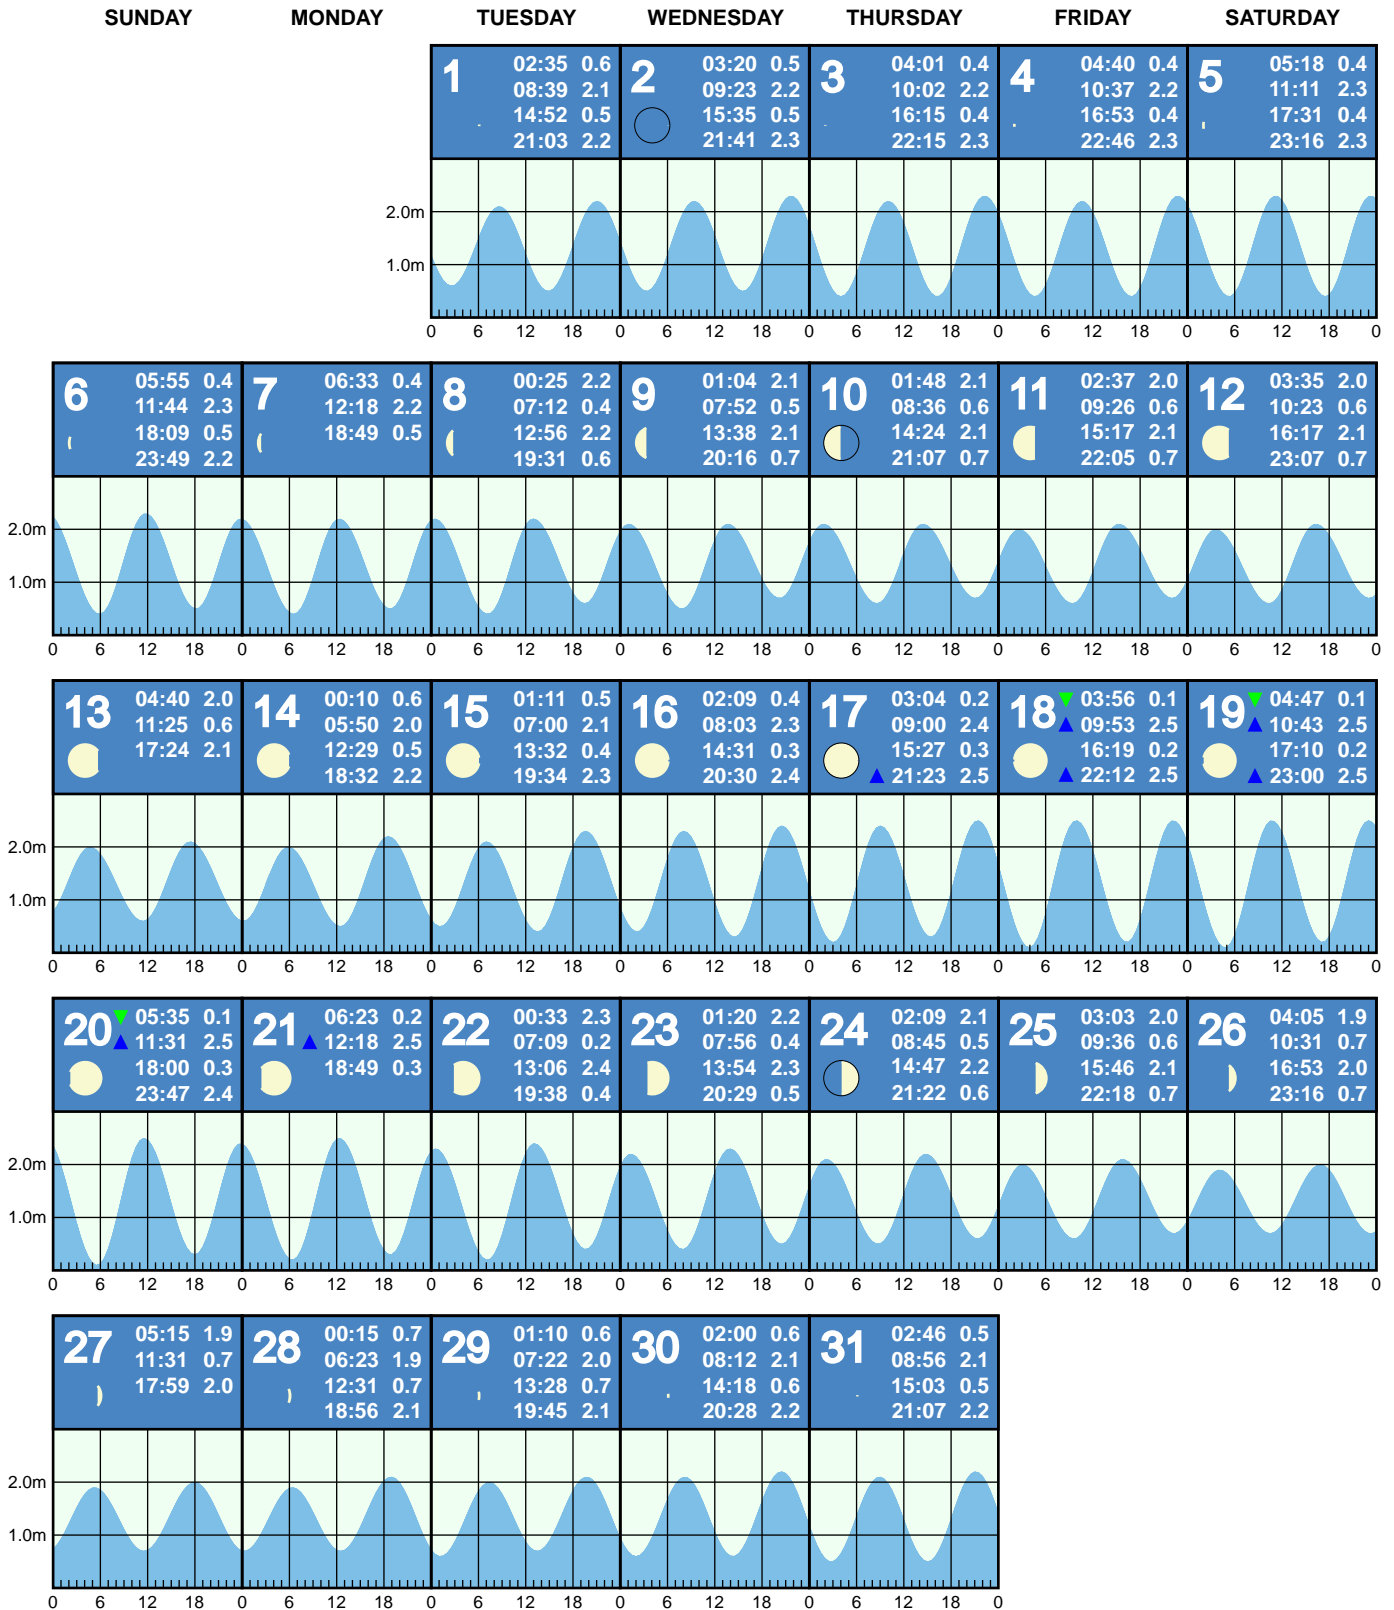 SUNDAY MONDAY TUESDAY WEDNESDAY THURSDAY FRIDAY SATURDAY
1 02:35 0.6
08:39 2.1
14:52 0.5
21:03 2.2
2 03:20 0.5
09:23 2.2
15:35 0.5
21:41 2.3
3 04:01 0.4
10:02 2.2
16:15 0.4
22:15 2.3
4 04:40 0.4
10:37 2.2
16:53 0.4
22:46 2.3
5 05:18 0.4
11:11 2.3
17:31 0.4
23:16 2.3
2.0m
1.0m
0 6 12 18 0 6 12 18 0 6 12 18 0 6 12 18 0 6 12 18 0
6 05:55 0.4
11:44 2.3
18:09 0.5
23:49 2.2
7 06:33 0.4
12:18 2.2
18:49 0.5
8 00:25 2.2
07:12 0.4
12:56 2.2
19:31 0.6
9 01:04 2.1
07:52 0.5
13:38 2.1
20:16 0.7
10 01:48 2.1
08:36 0.6
14:24 2.1
21:07 0.7
11 02:37 2.0
09:26 0.6
15:17 2.1
22:05 0.7
12 03:35 2.0
10:23 0.6
16:17 2.1
23:07 0.7
2.0m
1.0m
0 6 12 18 0 6 12 18 0 6 12 18 0 6 12 18 0 6 12 18 0 6 12 18 0 6 12 18 0
13 04:40 2.0
11:25 0.6
17:24 2.1
14 00:10 0.6
05:50 2.0
12:29 0.5
18:32 2.2
15 01:11 0.5
07:00 2.1
13:32 0.4
19:34 2.3
16 02:09 0.4
08:03 2.3
14:31 0.3
20:30 2.4
17 03:04 0.2
09:00 2.4
15:27 0.3
21:23 2.5
18 03:56 0.1
09:53 2.5
16:19 0.2
22:12 2.5
19 04:47 0.1
10:43 2.5
17:10 0.2
23:00 2.5
2.0m
1.0m
0 6 12 18 0 6 12 18 0 6 12 18 0 6 12 18 0 6 12 18 0 6 12 18 0 6 12 18 0
20 05:35 0.1
11:31 2.5
18:00 0.3
23:47 2.4
21 06:23 0.2
12:18 2.5
18:49 0.3
22 00:33 2.3
07:09 0.2
13:06 2.4
19:38 0.4
23 01:20 2.2
07:56 0.4
13:54 2.3
20:29 0.5
24 02:09 2.1
08:45 0.5
14:47 2.2
21:22 0.6
25 03:03 2.0
09:36 0.6
15:46 2.1
22:18 0.7
26 04:05 1.9
10:31 0.7
16:53 2.0
23:16 0.7
2.0m
1.0m
0 6 12 18 0 6 12 18 0 6 12 18 0 6 12 18 0 6 12 18 0 6 12 18 0 6 12 18 0
27 05:15 1.9
11:31 0.7
17:59 2.0
28 00:15 0.7
06:23 1.9
12:31 0.7
18:56 2.1
29 01:10 0.6
07:22 2.0
13:28 0.7
19:45 2.1
30 02:00 0.6
08:12 2.1
14:18 0.6
20:28 2.2
31 02:46 0.5
08:56 2.1
15:03 0.5
21:07 2.2
2.0m
1.0m
0 6 12 18 0 6 12 18 0 6 12 18 0 6 12 18 0 6 12 18 0